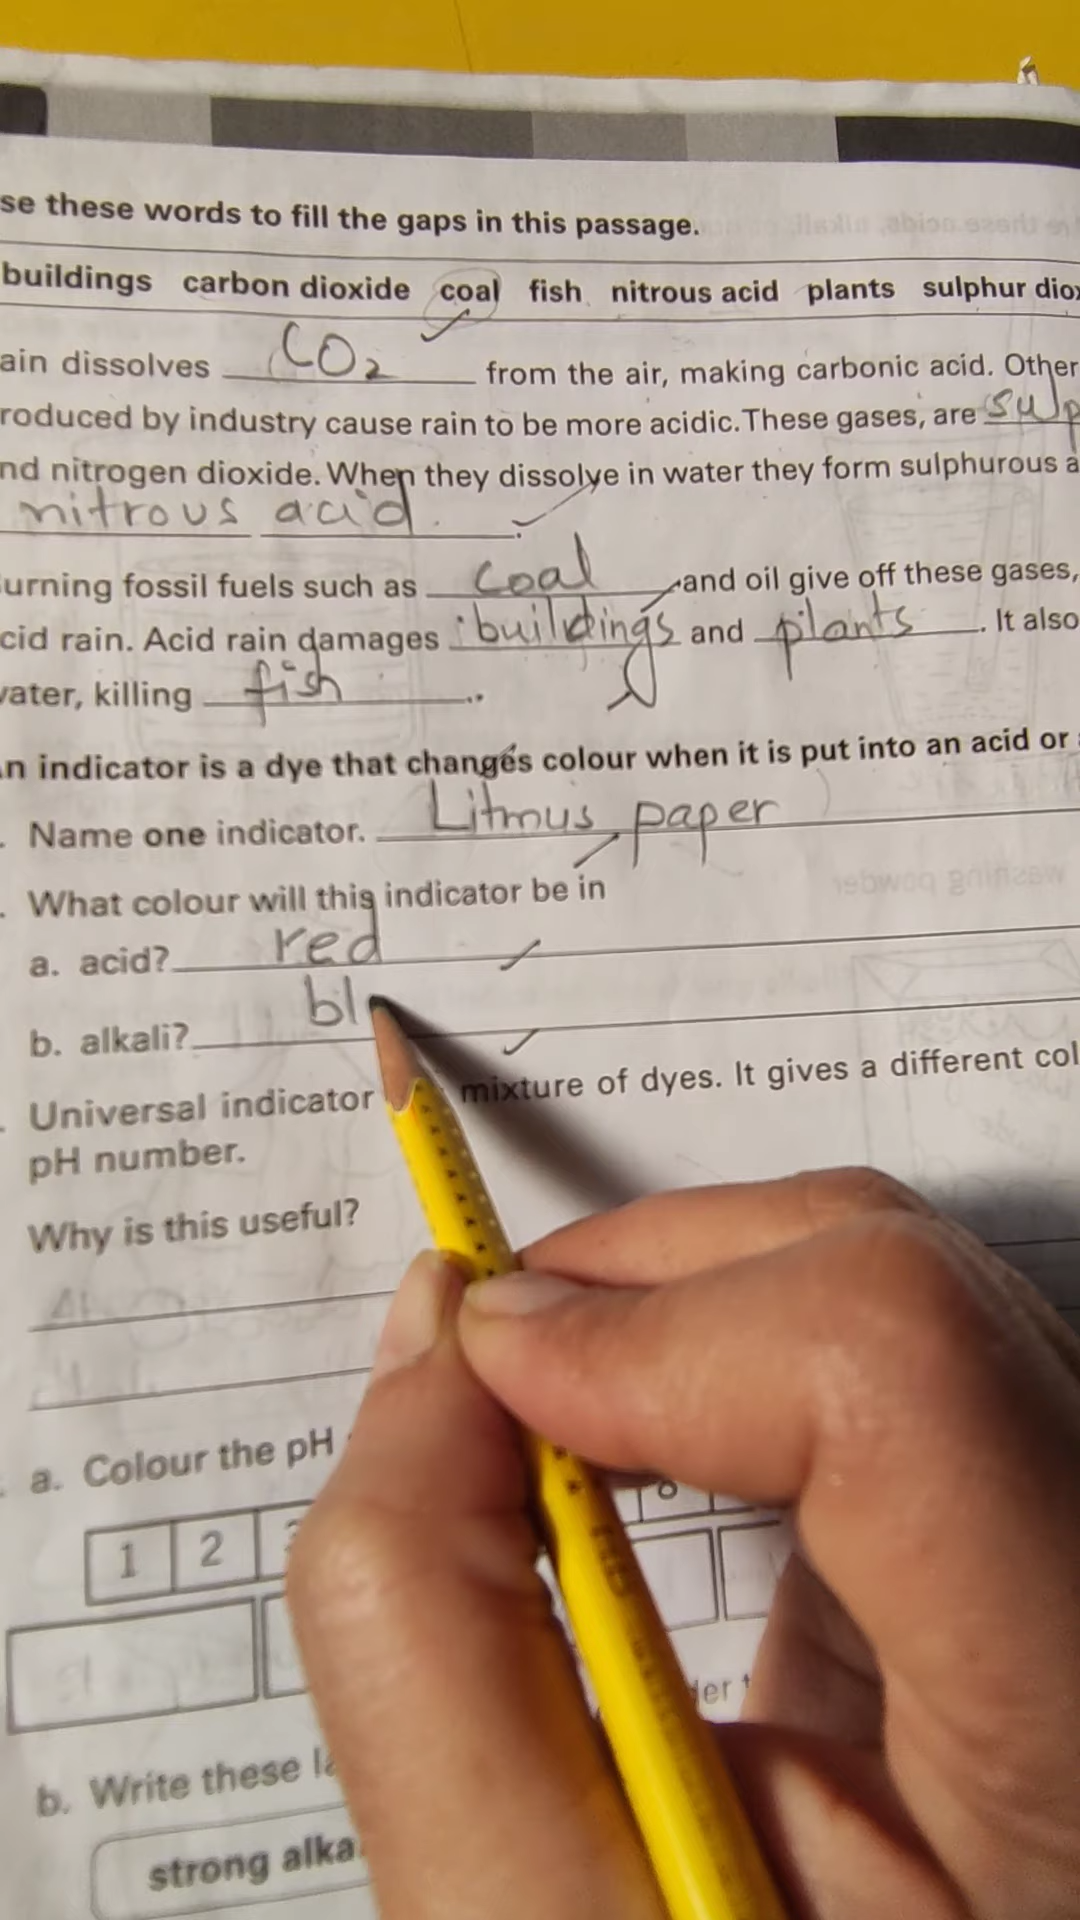 se these words to fill the gaps in this passage.
buildings carbon dioxide coal fish nitrous acid plants sulphur dio
ain dissolves CO₂ from the air, making carbonic acid. Other
roduced by industry cause rain to be more acidic. These gases, are sulp
nd nitrogen dioxide. When they dissolve in water they form sulphurous a
nitrous acid.
urning fossil fuels such as coal and oil give off these gases,
cid rain. Acid rain damages buildings and plants. It also
vater, killing fish.
n indicator is a dye that changes colour when it is put into an acid or
Name one indicator. Litmus paper
What colour will this indicator be in
a. acid? red
b. alkali? bl
Universal indicator mixture of dyes. It gives a different col
pH number.
Why is this useful?
a. Colour the pH
1 2
b. Write these la
strong alka